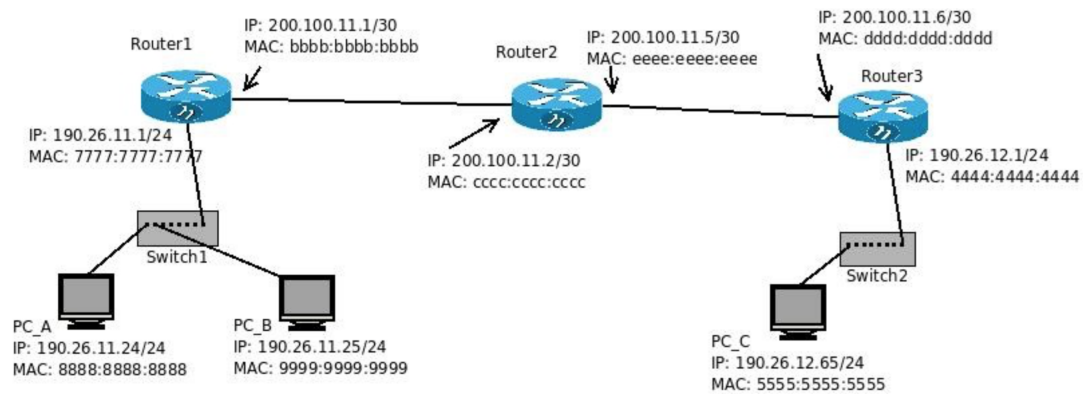 Router1
IP: 200.100.11.1/30
MAC: bbbb:bbbb:bbbb
Router2
IP: 200.100.11.5/30
MAC: eeee:eeee:eeee
IP: 200.100.11.6/30
MAC: dddd:dddd:dddd
Router3
IP: 190.26.11.1/24
MAC: 7777:7777:7777
IP: 200.100.11.2/30
MAC: cccc:cccc:cccc
IP: 190.26.12.1/24
MAC: 4444:4444:4444
Switch1
Switch2
PC_A
IP: 190.26.11.24/24
MAC: 8888:8888:8888
PC_B
IP: 190.26.11.25/24
MAC: 9999:9999:9999
PC_C
IP: 190.26.12.65/24
MAC: 5555:5555:5555